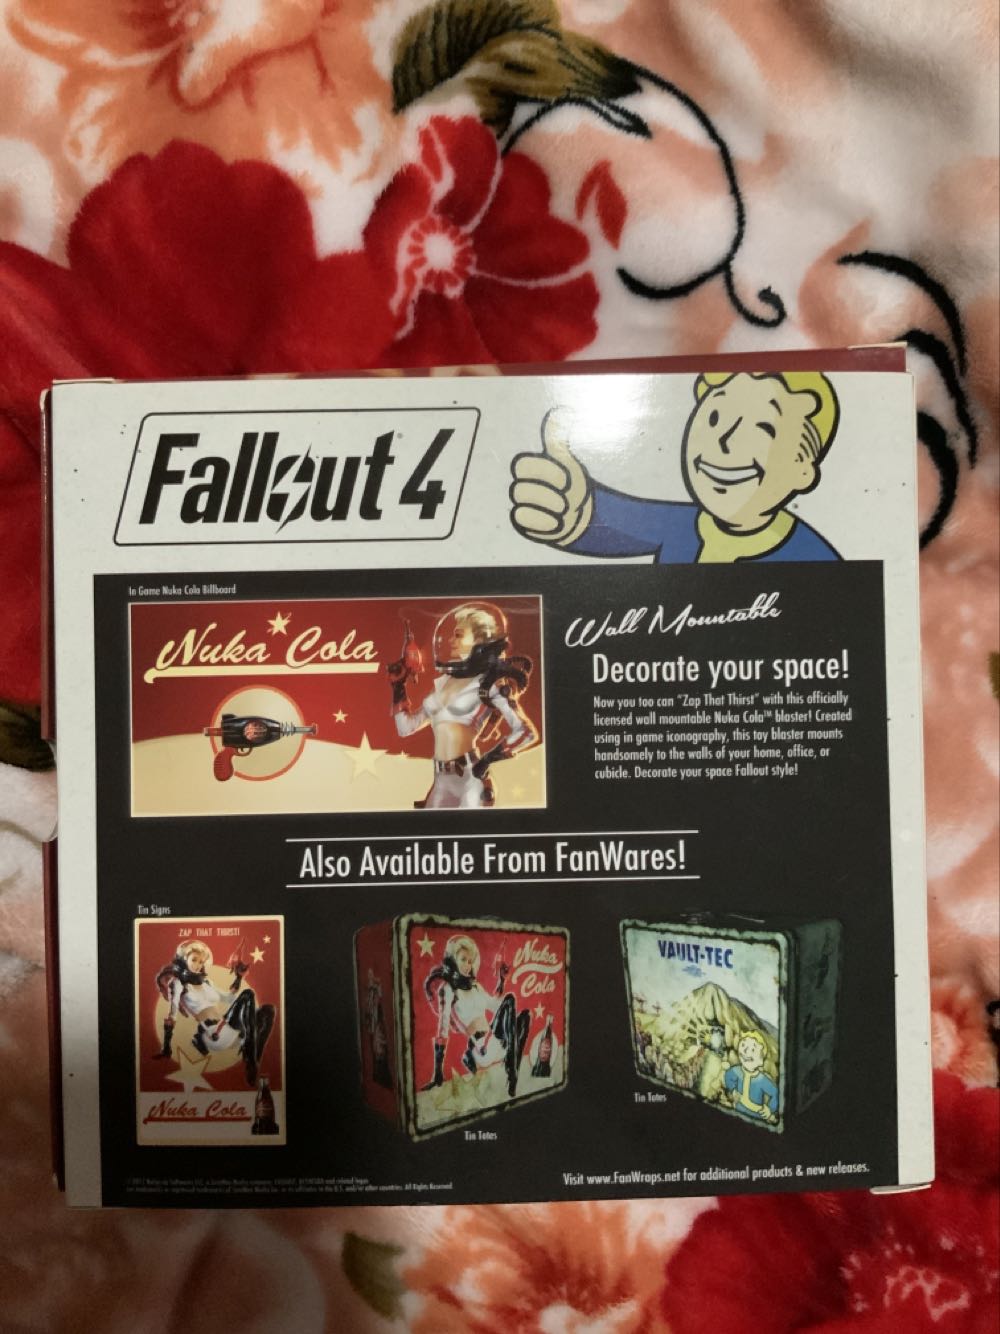 Fallout 4
In Game Nuka Cola Billboard
Nuka Cola
Wall Mountable
Decorate your space!
Now you too can "Zap That Thirst" with this officially
licensed wall mountable Nuka Cola™ blaster! Created
using in game iconography, this toy blaster mounts
handsomely to the walls of your home, office, or
cubicle. Decorate your space Fallout style!
Also Available From FanWares!
Tin Signs
ZAP THAT THIRST!
Nuka Cola
Nuka
Cola
Tin Totes
VAULT-TEC
Tin Totes
Visit www.FanWraps.net for additional products & new releases.
All Rights Reserved.